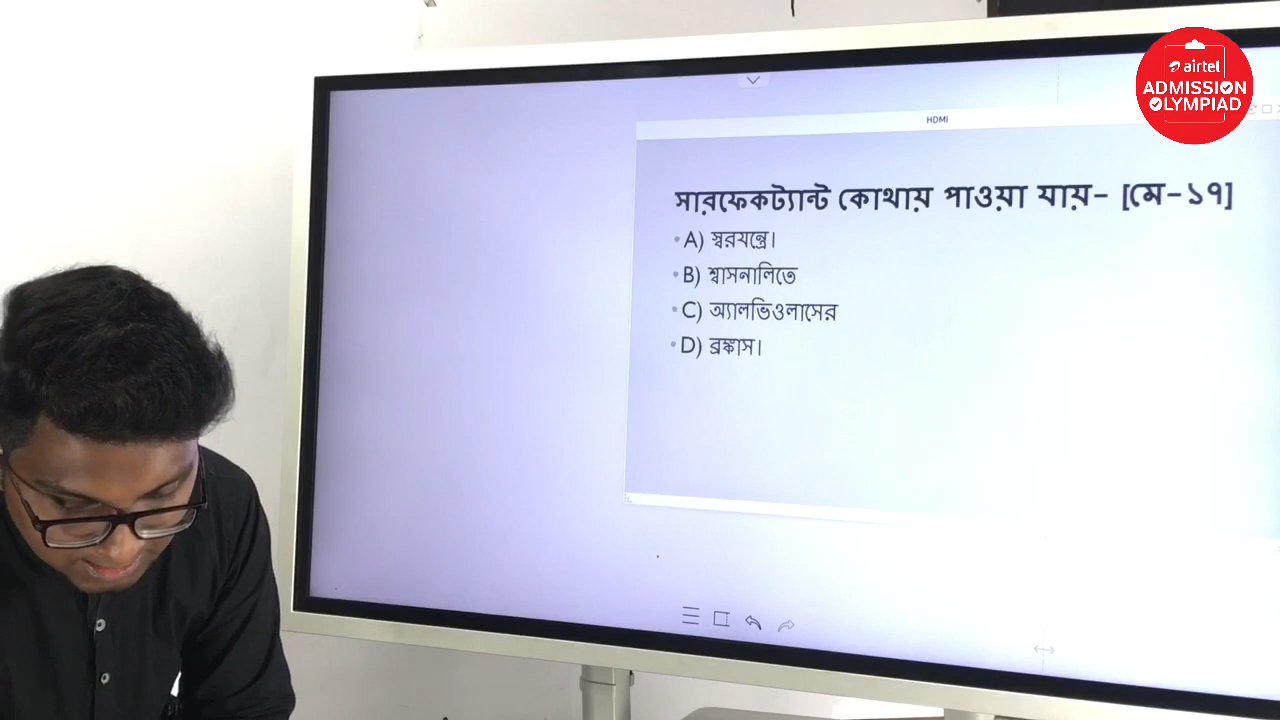 airtel
ADMISSION
OLYMPIAD
HDMI
সারফেকট্যান্ট কোথায় পাওয়া যায়– [মে-১৭]
• A) স্বরযন্ত্রে।
• B) শ্বাসনালিতে
• C) অ্যালভিওলাসের
• D) ব্রঙ্কাস।